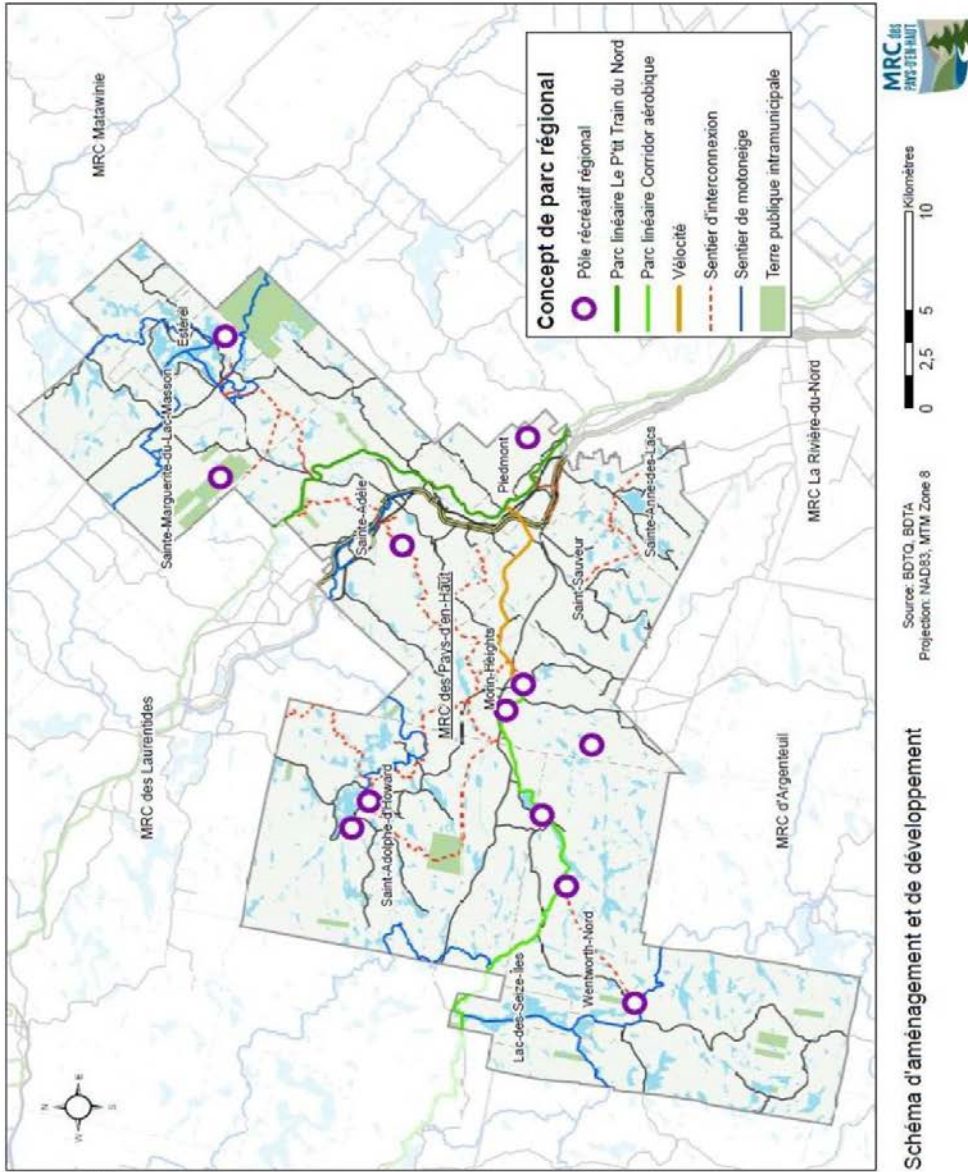 N
W
E
S
MRC des Laurentides
MRC Matawinie
Sainte-Marguerite-du-Lac-Masson
Estérel
Sainte-Adèle
Saint-Adolphe-d'Howard
MRC des Pays-d'en-Haut
Morin-Heights
Piedmont
Saint-Sauveur
Sainte-Anne-des-Lacs
Lac-des-Seize-Îles
Wentworth-Nord
MRC d'Argenteuil
MRC La Rivière-du-Nord
Concept de parc régional
Pôle récréatif régional
Parc linéaire Le P'tit Train du Nord
Parc linéaire Corridor aérobique
Vélocité
Sentier d'interconnexion
Sentier de motoneige
Terre publique intramunicipale
Schéma d'aménagement et de développement
Source: BDTQ, BDTA
Projection: NAD83, MTM Zone 8
0 2,5 5 10
Kilomètres
MRC des
PAYS-D'EN-HAUT